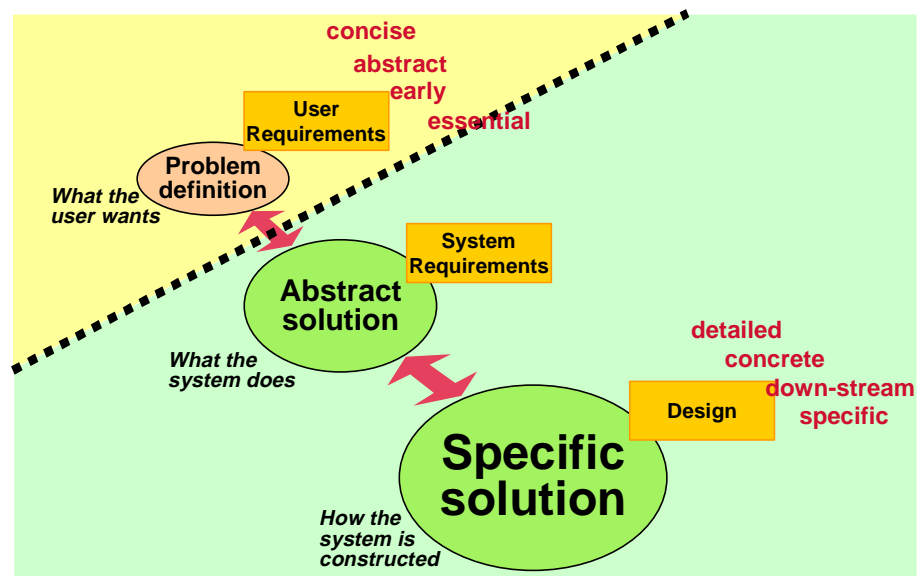 concise
abstract
early
essential
User
Requirements
Problem
definition
What the
user wants
System
Requirements
Abstract
solution
What the
system does
detailed
concrete
down-stream
specific
Design
Specific
solution
How the
system is
constructed